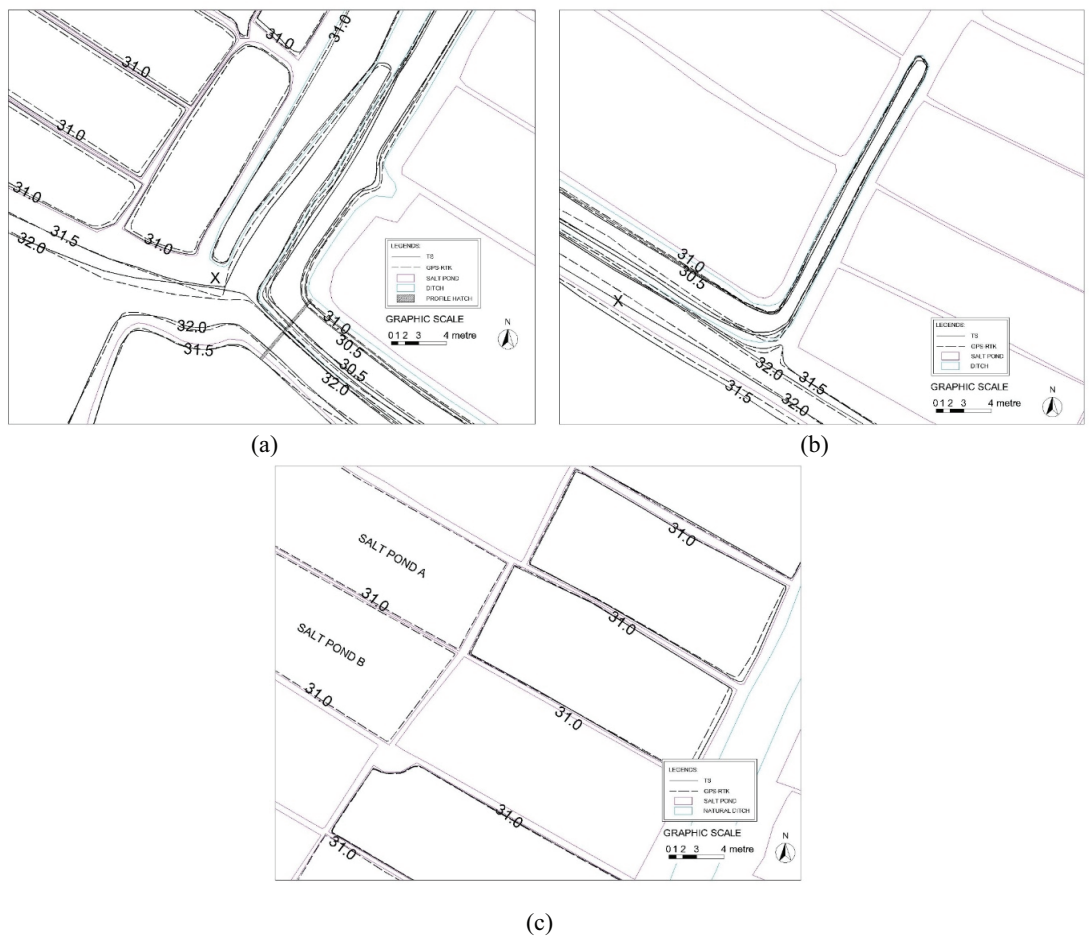 31.0
31.0
31.0
31.0
31.0
31.0
31.0
31.5
32.0
X
32.0
31.5
31.0
30.5
30.5
32.0
LEGENDS
TS
GPS-RTK
SALT POND
DITCH
PROFILE HATCH
GRAPHIC SCALE
0 1 2 3 4 metre
N
(a)
31.0
30.5
X
32.0
31.5
32.0
31.5
LEGENDS
TS
GPS-RTK
SALT POND
DITCH
GRAPHIC SCALE
0 1 2 3 4 metre
N
(b)
31.0
SALT POND A
31.0
31.0
SALT POND B
31.0
31.0
31.0
31.0
LEGENDS
TS
GPS-RTK
SALT POND
NATURAL DITCH
GRAPHIC SCALE
0 1 2 3 4 metre
N
(c)